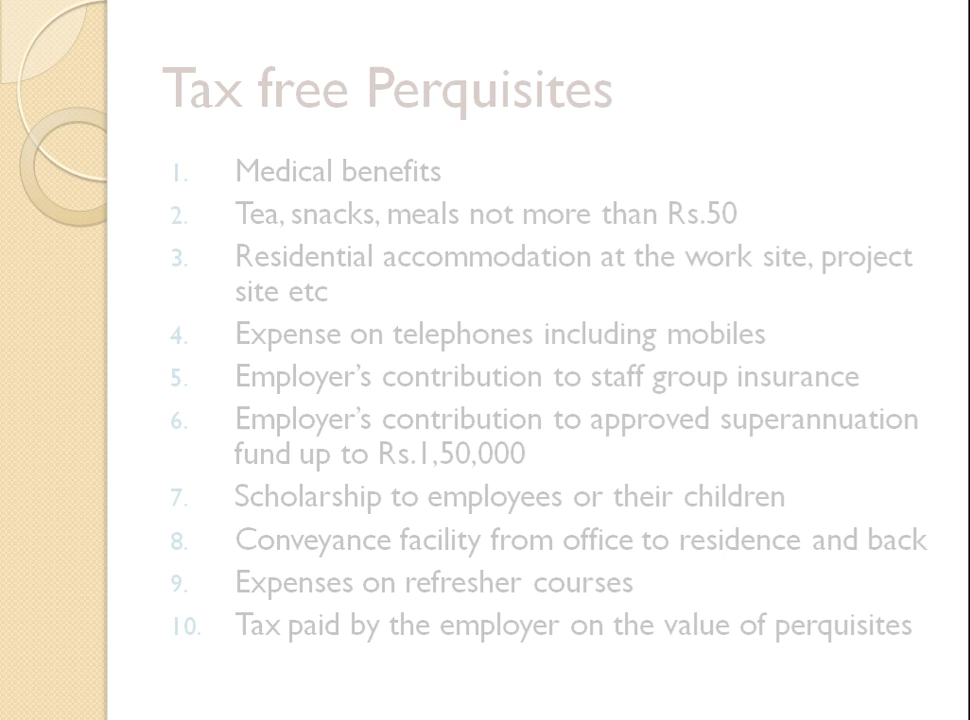 Tax free Perquisites
1. Medical benefits
2. Tea, snacks, meals not more than Rs.50
3. Residential accommodation at the work site, project
site etc
4. Expense on telephones including mobiles
5. Employer’s contribution to staff group insurance
6. Employer’s contribution to approved superannuation
fund up to Rs.1,50,000
7. Scholarship to employees or their children
8. Conveyance facility from office to residence and back
9. Expenses on refresher courses
10. Tax paid by the employer on the value of perquisites